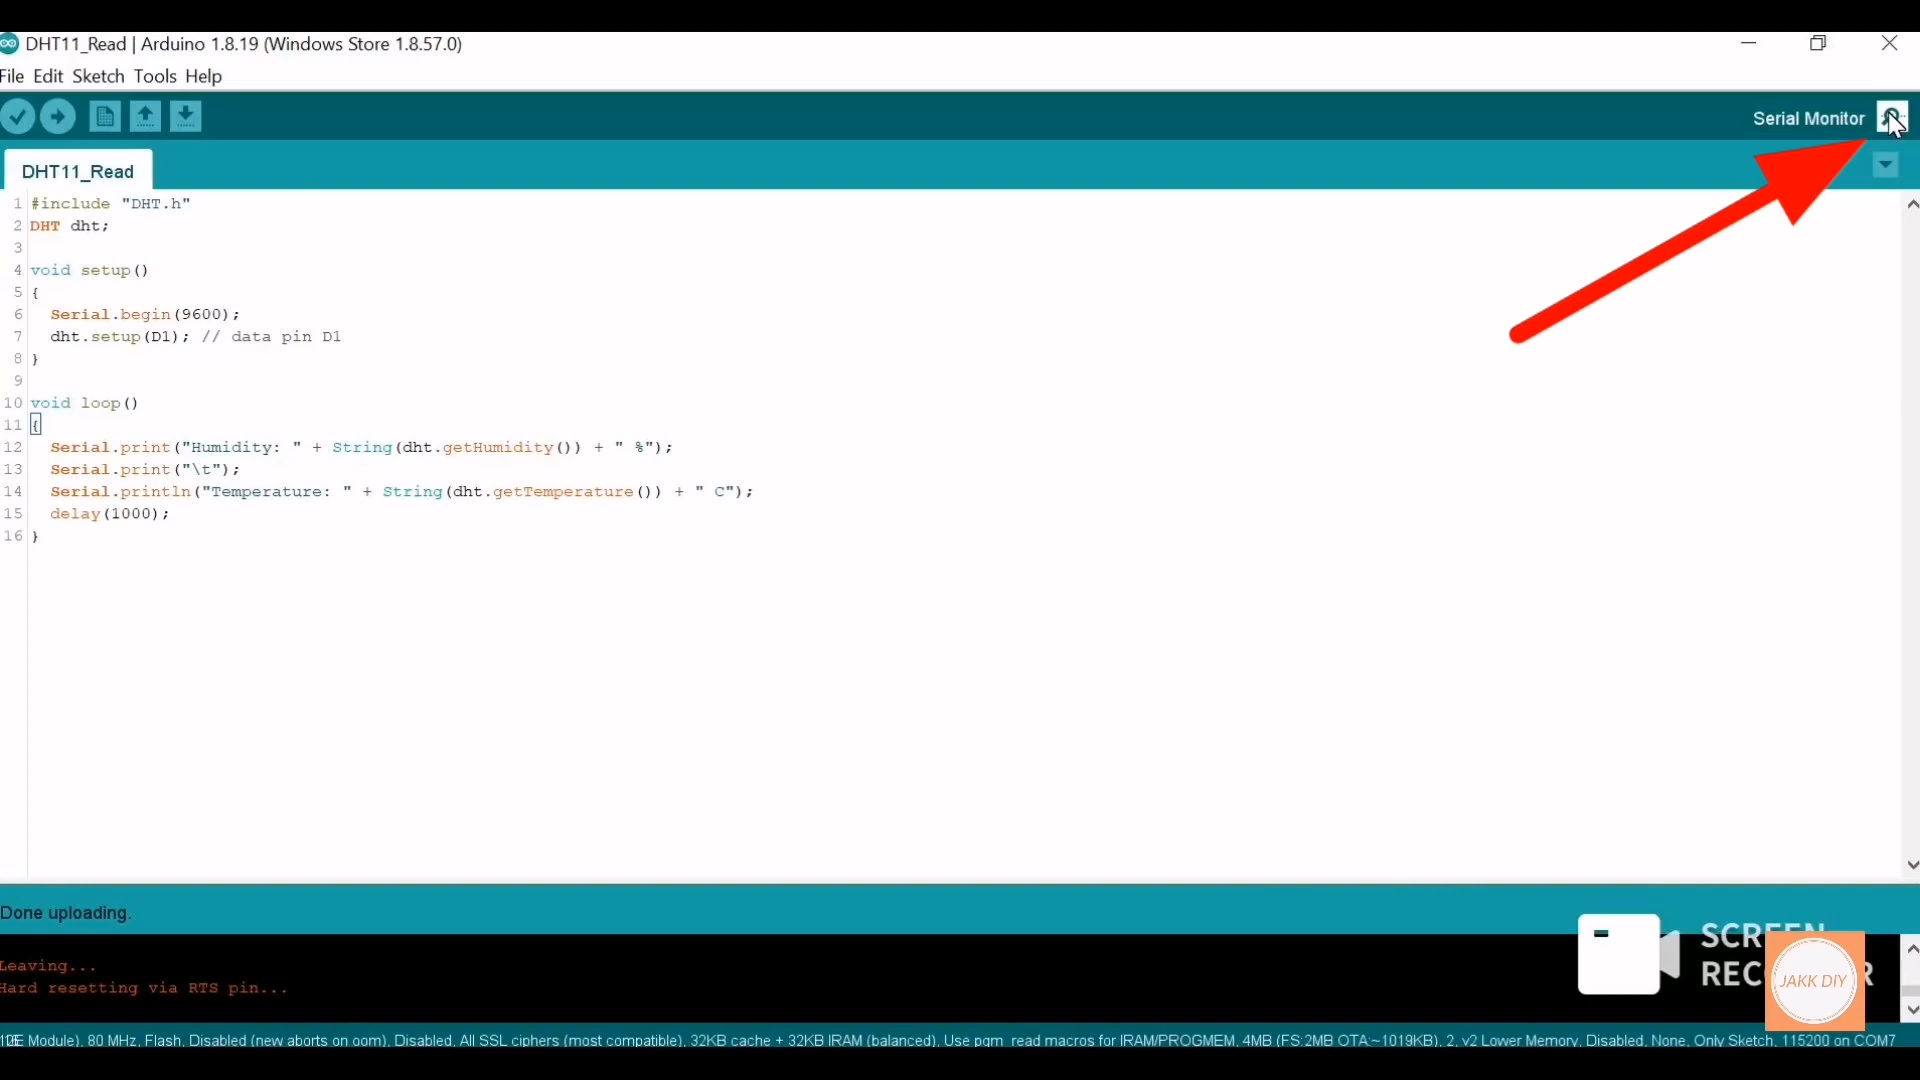 DHT11_Read | Arduino 1.8.19 (Windows Store 1.8.57.0)
File Edit Sketch Tools Help
Serial Monitor
DHT11_Read
1 #include "DHT.h"
2 DHT dht;
3
4 void setup()
5 {
6 Serial.begin(9600);
7 dht.setup(D1); // data pin D1
8 }
9
10 void loop()
11 {
12 Serial.print("Humidity: " + String(dht.getHumidity()) + " %");
13 Serial.print("\t");
14 Serial.println("Temperature: " + String(dht.getTemperature()) + " C");
15 delay(1000);
16 }
Done uploading.
Leaving...
Hard resetting via RTS pin...
SCREEN
JAKK DIY
Module), 80 MHz, Flash, Disabled (new aborts on oom), Disabled, All SSL ciphers (most compatible), 32KB cache + 32KB IRAM (balanced), Use pgm_read macros for IRAM/PROGMEM, 4MB (FS:2MB OTA:~1019KB), 2, v2 Lower Memory, Disabled, None, Only Sketch, 115200 on COM7